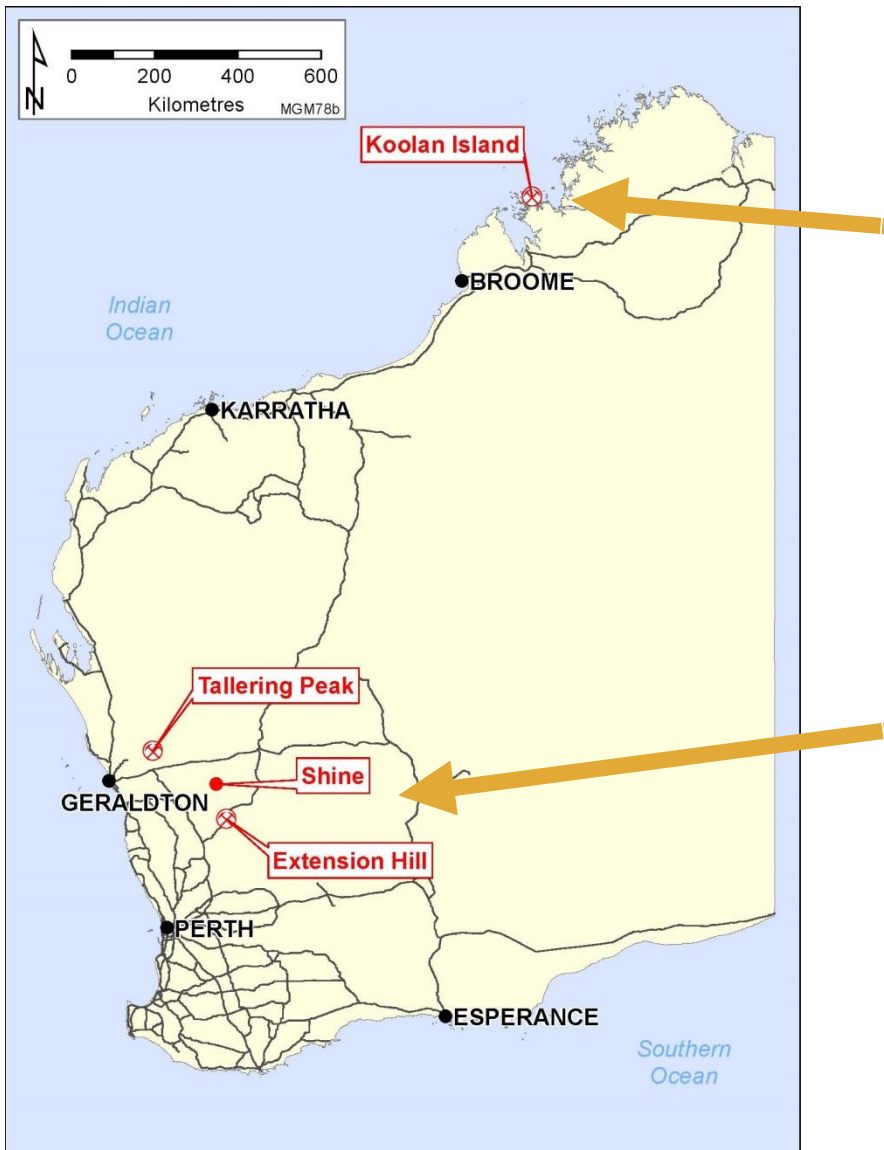 N
0 200 400 600
Kilometres MGM78b
Koolan Island
BROOME
Indian
Ocean
KARRATHA
Tallering Peak
Shine
GERALDTON
Extension Hill
PERTH
ESPERANCE
Southern
Ocean